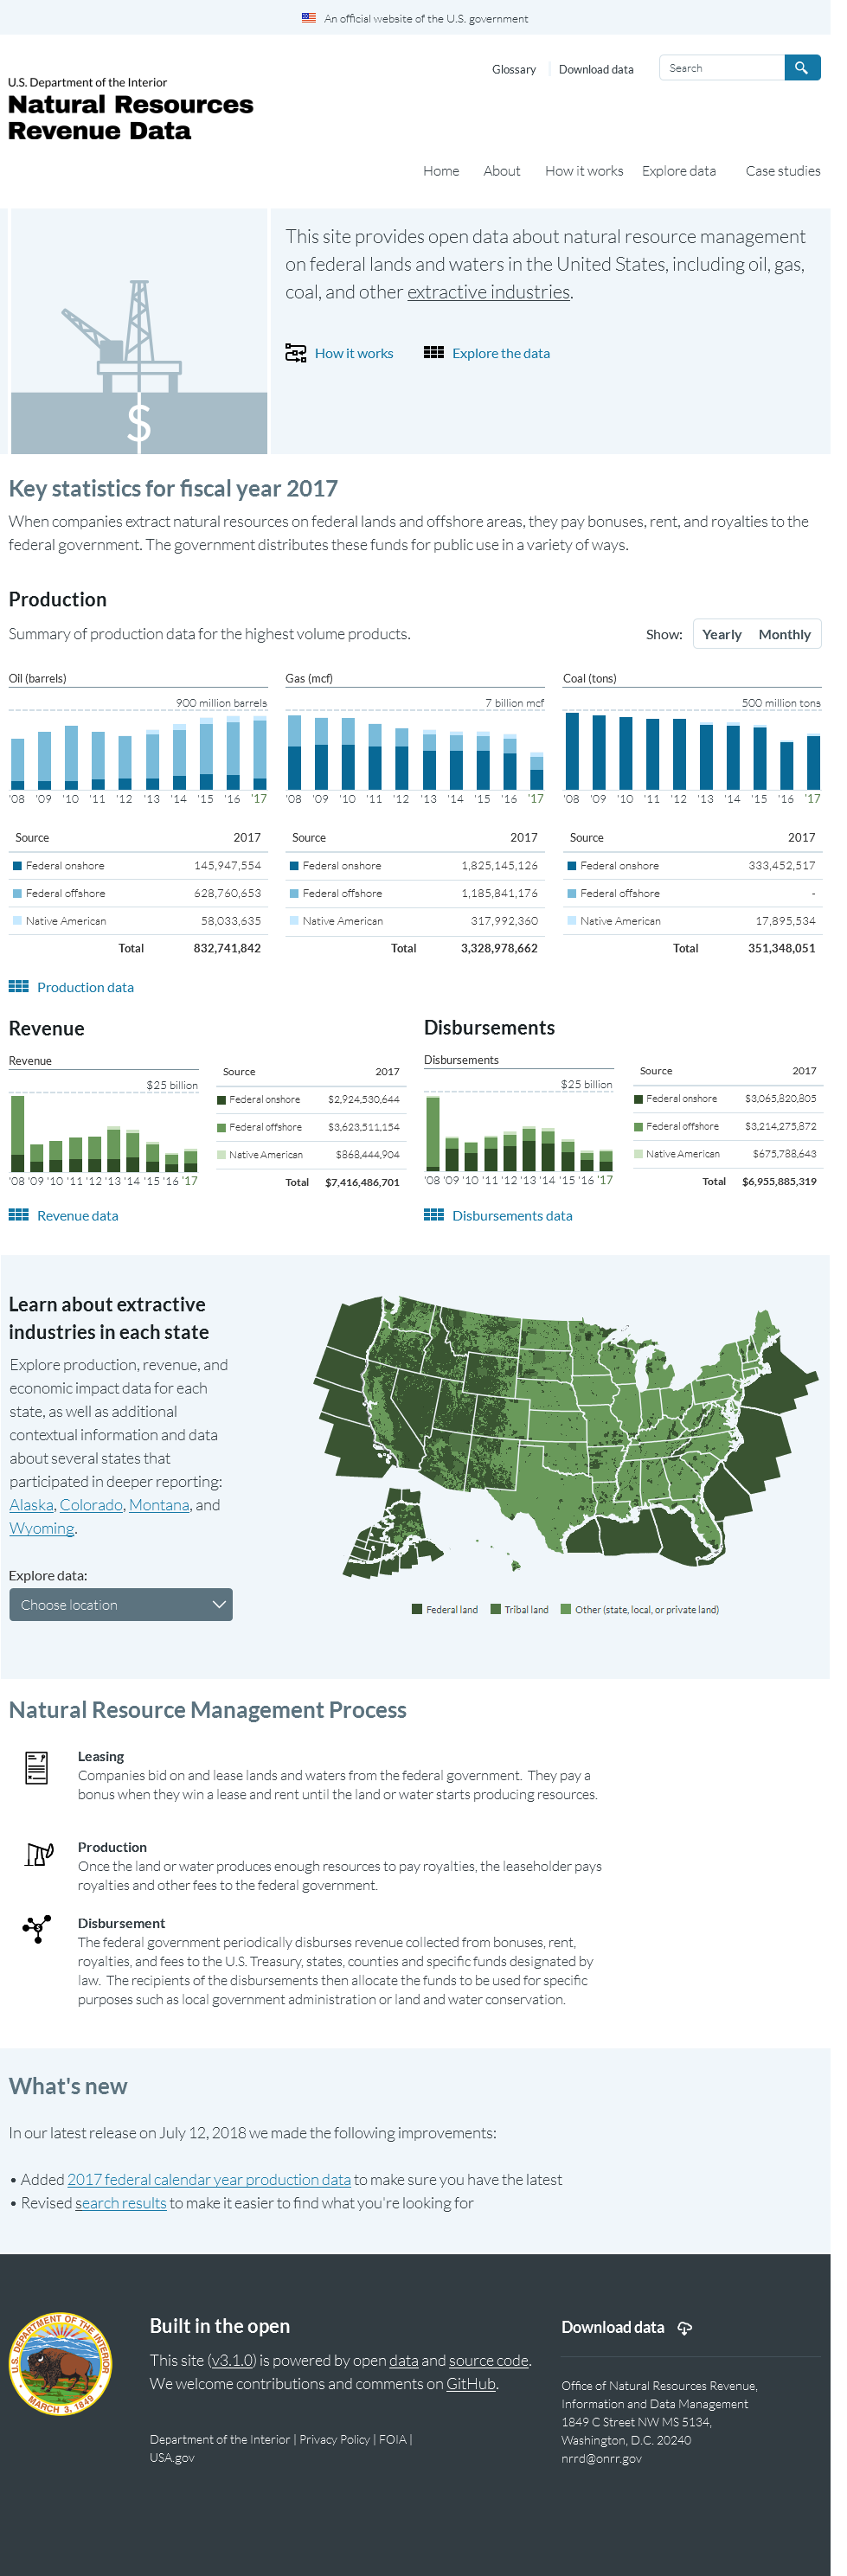 An official website of the U.S. government
Glossary
Download data
Search
U.S. Department of the Interior
Natural Resources
Revenue Data
Home
About
How it works
Explore data
Case studies
This site provides open data about natural resource management
on federal lands and waters in the United States, including oil, gas,
coal, and other extractive industries.
$
How it works
Explore the data
Key statistics for fiscal year 2017
When companies extract natural resources on federal lands and offshore areas, they pay bonuses, rent, and royalties to the
federal government. The government distributes these funds for public use in a variety of ways.
Production
Summary of production data for the highest volume products.
Show:
Yearly
Monthly
Oil (barrels)
900 million barrels
'08 '09 '10 '11 '12 '13 '14 '15 '16 '17
Source 2017
Federal onshore 145,947,554
Federal offshore 628,760,653
Native American 58,033,635
Total 832,741,842
Gas (mcf)
7 billion mcf
'08 '09 '10 '11 '12 '13 '14 '15 '16 '17
Source 2017
Federal onshore 1,825,145,126
Federal offshore 1,185,841,176
Native American 317,992,360
Total 3,328,978,662
Coal (tons)
500 million tons
'08 '09 '10 '11 '12 '13 '14 '15 '16 '17
Source 2017
Federal onshore 333,452,517
Federal offshore -
Native American 17,895,534
Total 351,348,051
Production data
Revenue
Revenue
$25 billion
'08 '09 '10 '11 '12 '13 '14 '15 '16 '17
Source 2017
Federal onshore $2,924,530,644
Federal offshore $3,623,511,154
Native American $868,444,904
Total $7,416,486,701
Revenue data
Disbursements
Disbursements
$25 billion
'08 '09 '10 '11 '12 '13 '14 '15 '16 '17
Source 2017
Federal onshore $3,065,820,805
Federal offshore $3,214,275,872
Native American $675,788,643
Total $6,955,885,319
Disbursements data
Learn about extractive
industries in each state
Explore production, revenue, and
economic impact data for each
state, as well as additional
contextual information and data
about several states that
participated in deeper reporting:
Alaska, Colorado, Montana, and
Wyoming.
Explore data:
Choose location
Federal land
Tribal land
Other (state, local, or private land)
Natural Resource Management Process
Leasing
Companies bid on and lease lands and waters from the federal government. They pay a
bonus when they win a lease and rent until the land or water starts producing resources.
Production
Once the land or water produces enough resources to pay royalties, the leaseholder pays
royalties and other fees to the federal government.
Disbursement
The federal government periodically disburses revenue collected from bonuses, rent,
royalties, and fees to the U.S. Treasury, states, counties and specific funds designated by
law. The recipients of the disbursements then allocate the funds to be used for specific
purposes such as local government administration or land and water conservation.
What's new
In our latest release on July 12, 2018 we made the following improvements:
• Added 2017 federal calendar year production data to make sure you have the latest
• Revised search results to make it easier to find what you're looking for
U.S. DEPARTMENT OF THE INTERIOR
MARCH 3, 1849
Built in the open
This site (v3.1.0) is powered by open data and source code.
We welcome contributions and comments on GitHub.
Department of the Interior | Privacy Policy | FOIA |
USA.gov
Download data
Office of Natural Resources Revenue,
Information and Data Management
1849 C Street NW MS 5134,
Washington, D.C. 20240
nrrd@onrr.gov